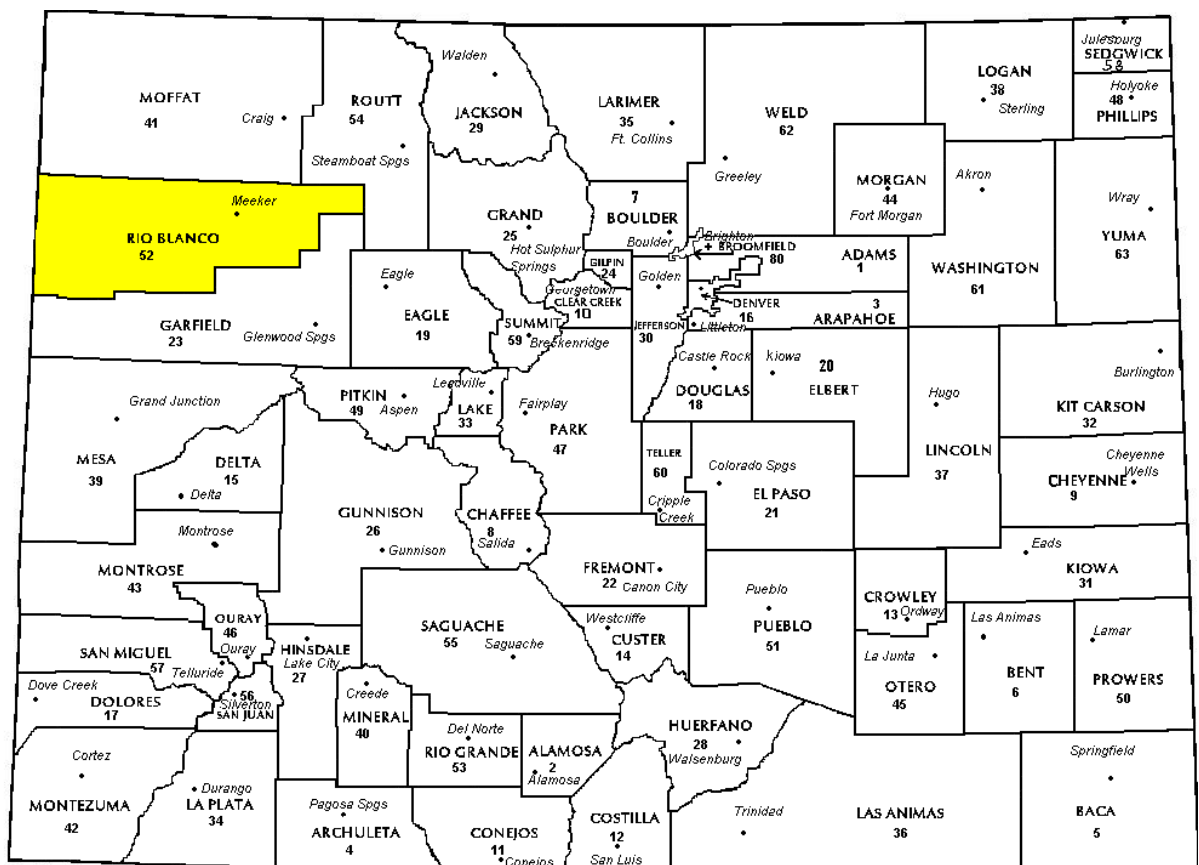 Walden
Julesburg
SEDGWICK
58
LOGAN
38
Sterling
Holyoke
48
PHILLIPS
MOFFAT
41
Craig
ROUTT
54
Steamboat Spgs
JACKSON
29
LARIMER
35
Ft. Collins
WELD
62
Greeley
MORGAN
44
Fort Morgan
Akron
WASHINGTON
61
Wray
YUMA
63
Meeker
RIO BLANCO
52
GRAND
25
Hot Sulphur
Springs
7
BOULDER
Boulder
Brighton
BROOMFIELD
80
ADAMS
1
GILPIN
24
Golden
Georgetown
CLEAR CREEK
10
DENVER
16
3
ARAPAHOE
Littleton
JEFFERSON
30
Eagle
EAGLE
19
SUMMIT
59
Breckenridge
GARFIELD
23
Glenwood Spgs
Castle Rock
DOUGLAS
18
kiowa
20
ELBERT
Hugo
LINCOLN
37
Burlington
KIT CARSON
32
Grand Junction
MESA
39
PITKIN
49
Aspen
Leadville
LAKE
33
Fairplay
PARK
47
TELLER
60
Cripple
Creek
Colorado Spgs
EL PASO
21
Cheyenne
Wells
CHEYENNE
9
DELTA
15
Delta
GUNNISON
26
Gunnison
CHAFFEE
8
Salida
Montrose
MONTROSE
43
FREMONT
22
Canon City
Pueblo
PUEBLO
51
CROWLEY
13
Ordway
Eads
KIOWA
31
OURAY
46
Ouray
HINSDALE
Lake City
27
SAGUACHE
55
Saguache
Westcliffe
CUSTER
14
La Junta
OTERO
45
Las Animas
BENT
6
Lamar
PROWERS
50
SAN MIGUEL
57
Telluride
Dove Creek
DOLORES
17
56
Silverton
SAN JUAN
Creede
MINERAL
40
Del Norte
RIO GRANDE
53
ALAMOSA
2
Alamosa
HUERFANO
28
Walsenburg
Cortez
MONTEZUMA
42
Durango
LA PLATA
34
Pagosa Spgs
ARCHULETA
4
CONEJOS
11
Conejos
COSTILLA
12
San Luis
Trinidad
LAS ANIMAS
36
Springfield
BACA
5